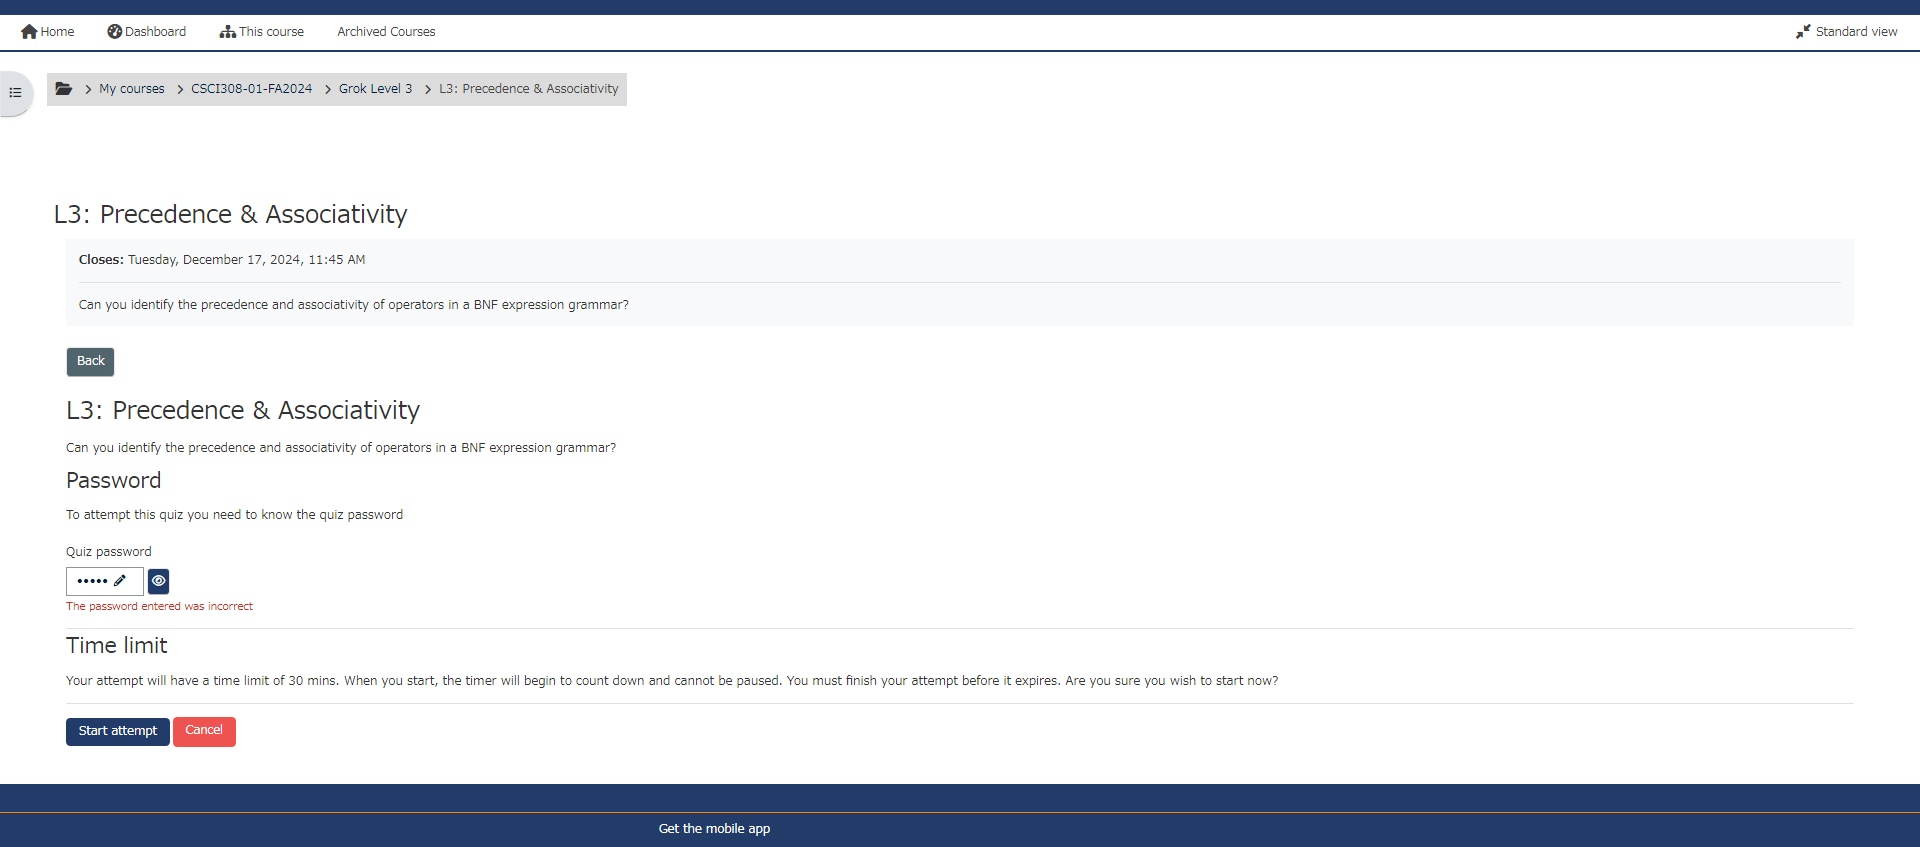 Home Dashboard This course Archived Courses Standard view
My courses CSCI308-01-FA2024 Grok Level 3 L3: Precedence & Associativity
L3: Precedence & Associativity
Closes: Tuesday, December 17, 2024, 11:45 AM
Can you identify the precedence and associativity of operators in a BNF expression grammar?
Back
L3: Precedence & Associativity
Can you identify the precedence and associativity of operators in a BNF expression grammar?
Password
To attempt this quiz you need to know the quiz password
Quiz password
•••••
The password entered was incorrect
Time limit
Your attempt will have a time limit of 30 mins. When you start, the timer will begin to count down and cannot be paused. You must finish your attempt before it expires. Are you sure you wish to start now?
Start attempt Cancel
Get the mobile app